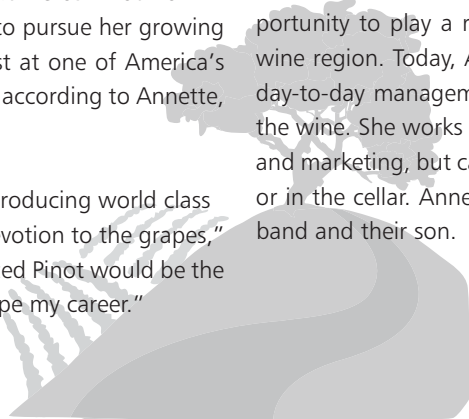 to pursue her growing
st at one of America's
according to Annette,
roducing world class
votion to the grapes,"
ed Pinot would be the
pe my career."
portunity to play a
wine region. Today,
day-to-day managem
the wine. She works
and marketing, but ca
or in the cellar. Anne
band and their son.